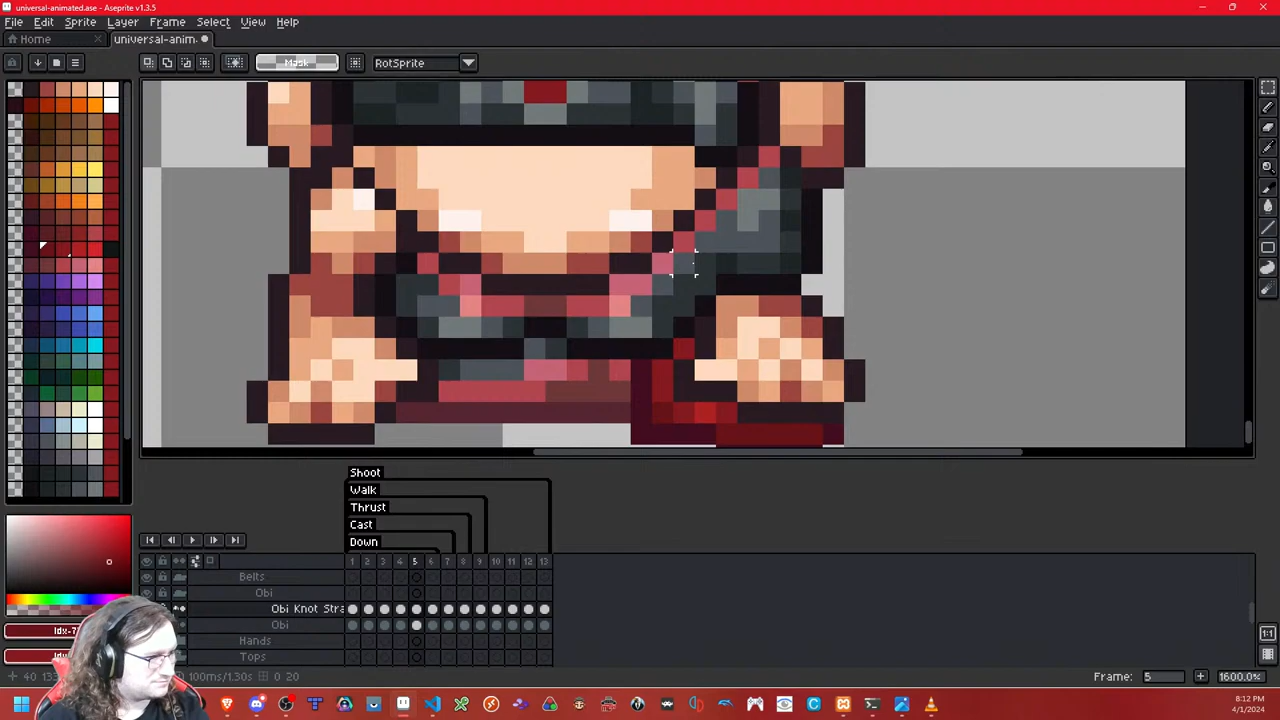 universal-animated.ase - Aseprite v1.3.5
File Edit Sprite Layer Frame Select View Help
Home
universal-anim.
Mask
RotSprite
Shoot
Walk
Thrust
Cast
Down
1 2 3 4 5 6 7 8 9 10 11 12 13
Belts
Obi
Obi Knot Stra
Obi
Hands
Tops
100ms/1.30s
0 20
Frame: 5
1600.0%
1:1
8:12 PM
4/1/2024